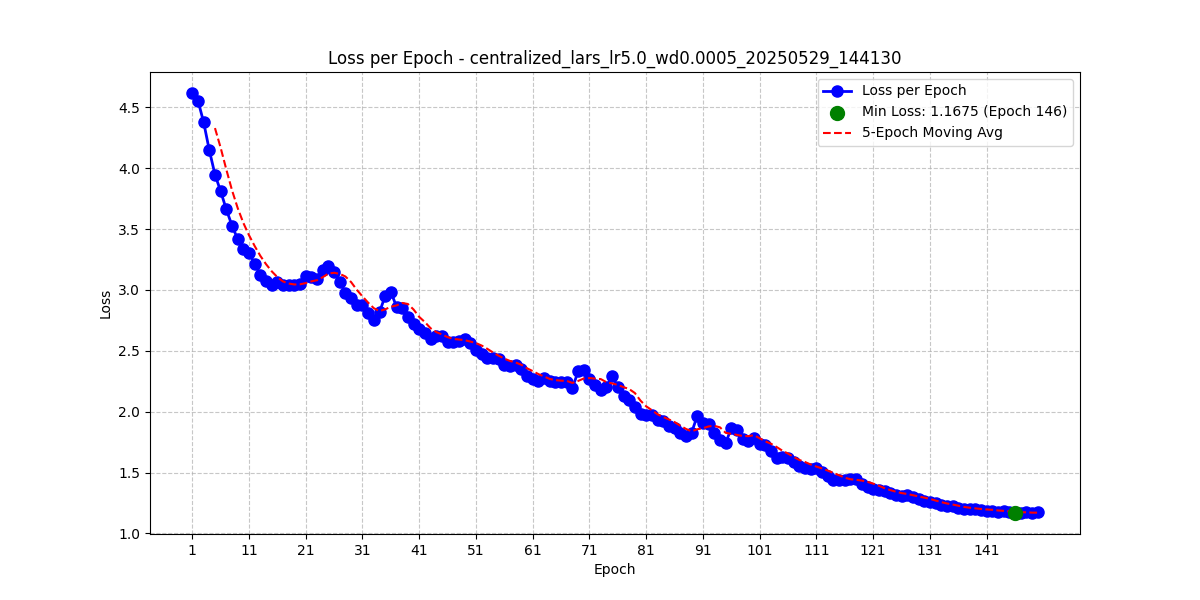 Loss per Epoch - centralized_lars_lr5.0_wd0.0005_20250529_144130
Loss per Epoch
Min Loss: 1.1675 (Epoch 146)
5-Epoch Moving Avg
Loss
4.5
4.0
3.5
3.0
2.5
2.0
1.5
1.0
1 11 21 31 41 51 61 71 81 91 101 111 121 131 141
Epoch